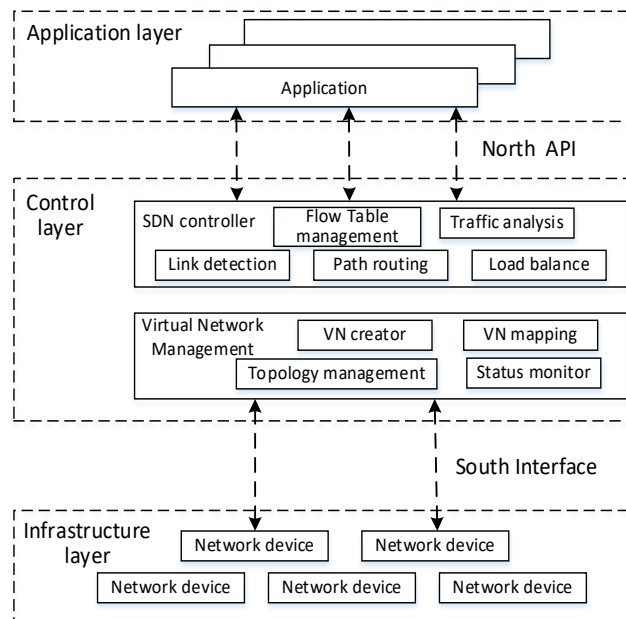 Application layer
Application
North API
Control
layer
SDN controller
Flow Table
management
Traffic analysis
Link detection
Path routing
Load balance
Virtual Network
Management
VN creator
VN mapping
Topology management
Status monitor
South Interface
Infrastructure
layer
Network device
Network device
Network device
Network device
Network device